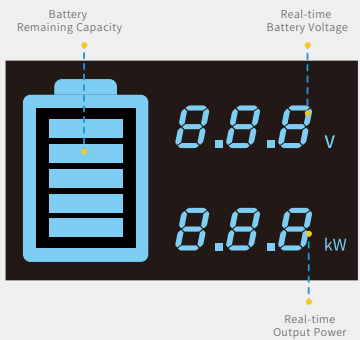 Battery
Remaining Capacity
Real-time
Battery Voltage
8.8.8 V
8.8.8 kW
Real-time
Output Power